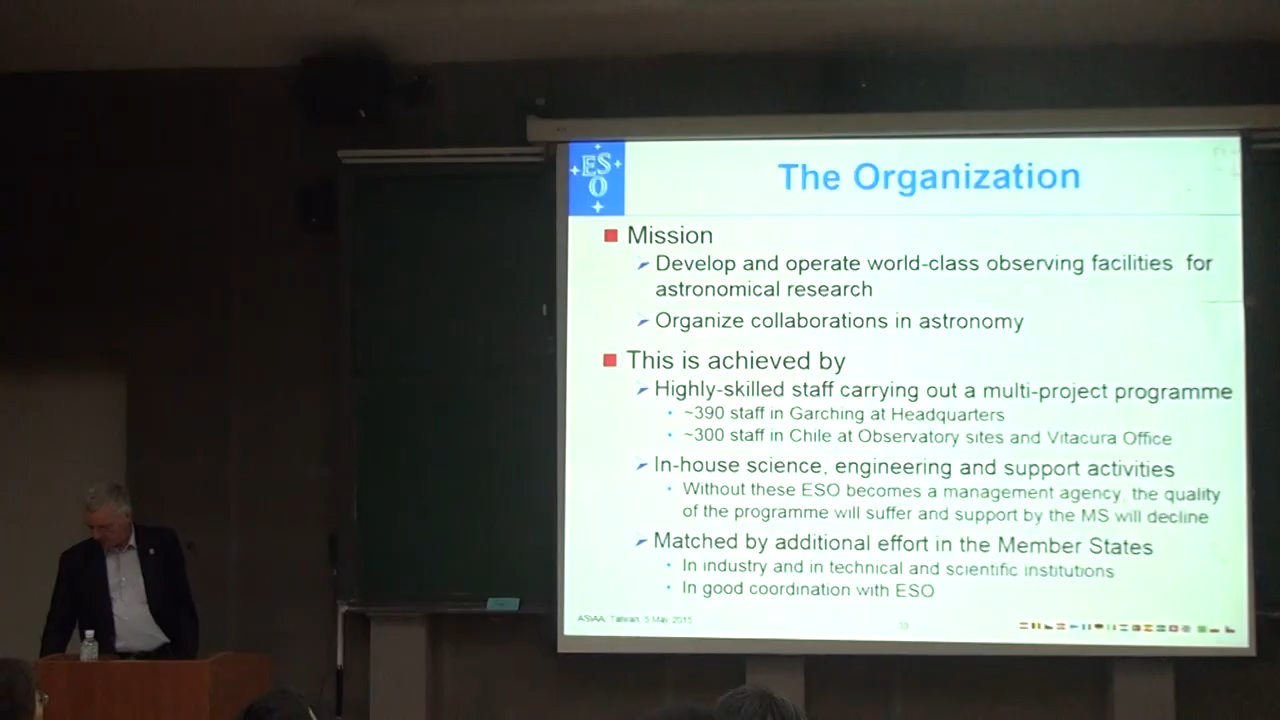 ES
O
The Organization
Mission
Develop and operate world-class observing facilities for
astronomical research
Organize collaborations in astronomy
This is achieved by
Highly-skilled staff carrying out a multi-project programme
~390 staff in Garching at Headquarters
~300 staff in Chile at Observatory sites and Vitacura Office
In-house science, engineering and support activities
Without these ESO becomes a management agency, the quality
of the programme will suffer and support by the MS will decline
Matched by additional effort in the Member States
In industry and in technical and scientific institutions
In good coordination with ESO
ASIAA, Taiwan, 5 May 2015